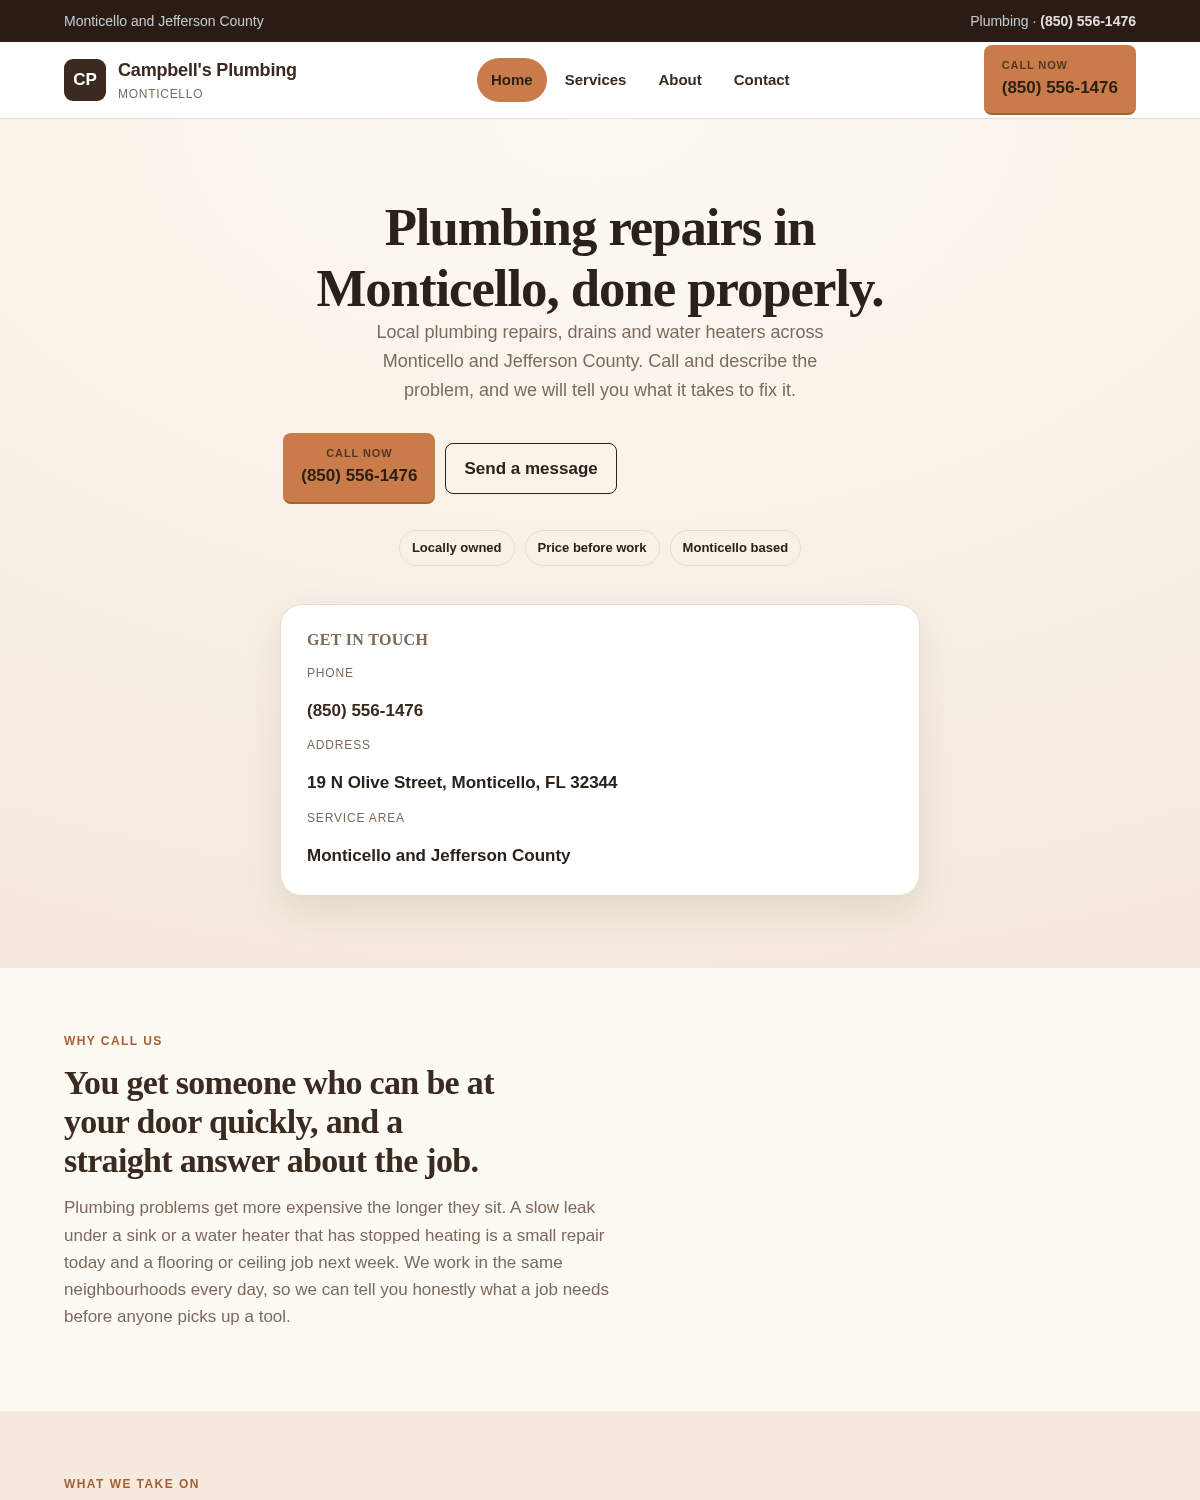 Monticello and Jefferson County
Plumbing · (850) 556-1476
CP
Campbell's Plumbing
MONTICELLO
Home
Services
About
Contact
CALL NOW
(850) 556-1476
Plumbing repairs in
Monticello, done properly.
Local plumbing repairs, drains and water heaters across
Monticello and Jefferson County. Call and describe the
problem, and we will tell you what it takes to fix it.
CALL NOW
(850) 556-1476
Send a message
Locally owned
Price before work
Monticello based
GET IN TOUCH
PHONE
(850) 556-1476
ADDRESS
19 N Olive Street, Monticello, FL 32344
SERVICE AREA
Monticello and Jefferson County
WHY CALL US
You get someone who can be at
your door quickly, and a
straight answer about the job.
Plumbing problems get more expensive the longer they sit. A slow leak
under a sink or a water heater that has stopped heating is a small repair
today and a flooring or ceiling job next week. We work in the same
neighbourhoods every day, so we can tell you honestly what a job needs
before anyone picks up a tool.
WHAT WE TAKE ON